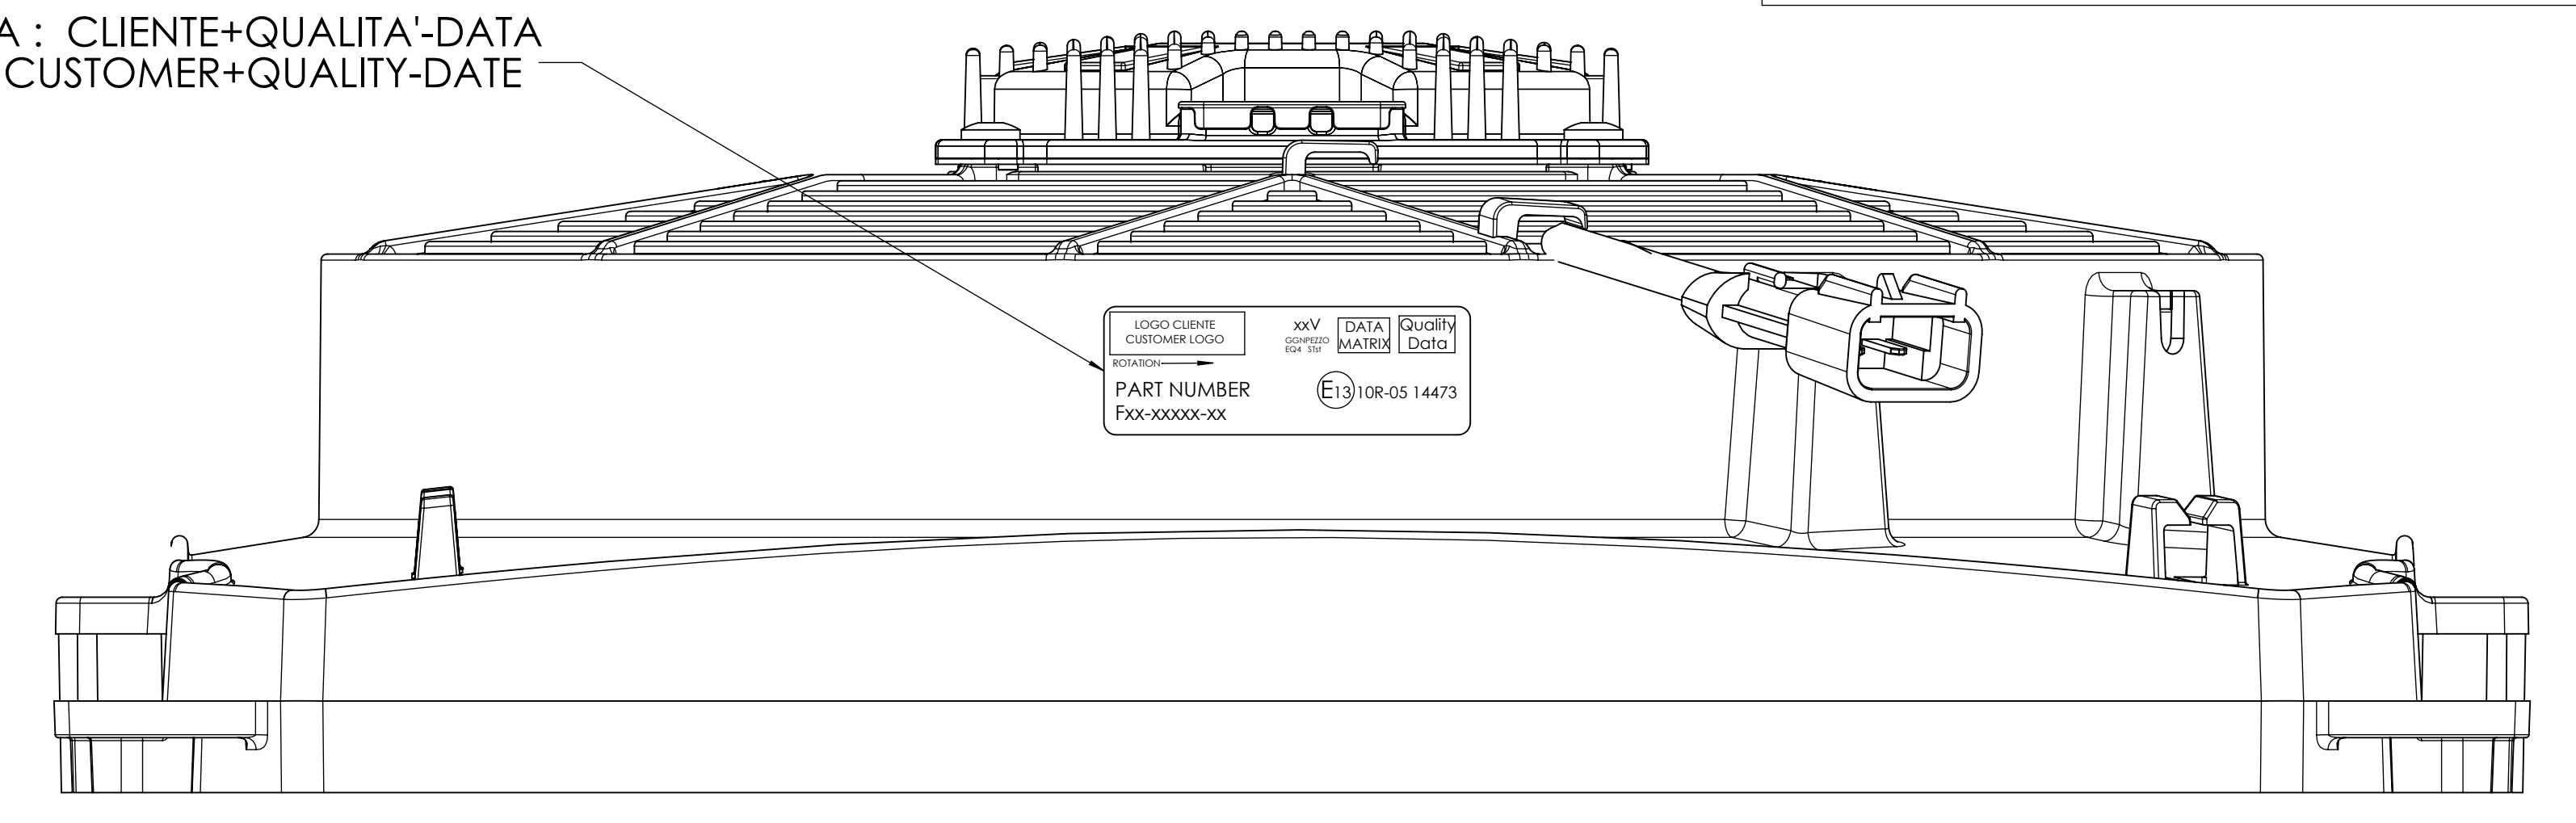 A : CLIENTE+QUALITA'-DATA
CUSTOMER+QUALITY-DATE
LOGO CLIENTE
CUSTOMER LOGO
xxV
GGNPEZZO
EQ4 STst
DATA
MATRIX
Quality
Data
ROTATION
PART NUMBER
Fxx-xxxxx-xx
E13 10R-05 14473